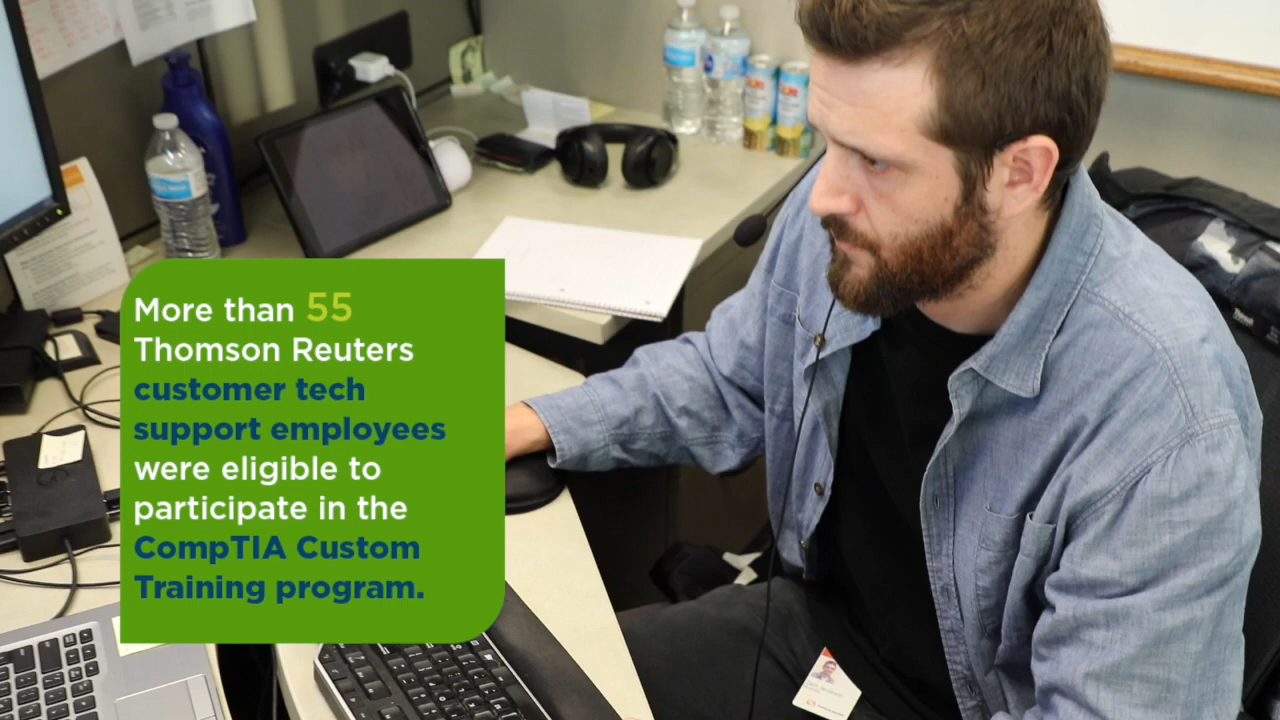 More than 55
Thomson Reuters
customer tech
support employees
were eligible to
participate in the
CompTIA Custom
Training program.